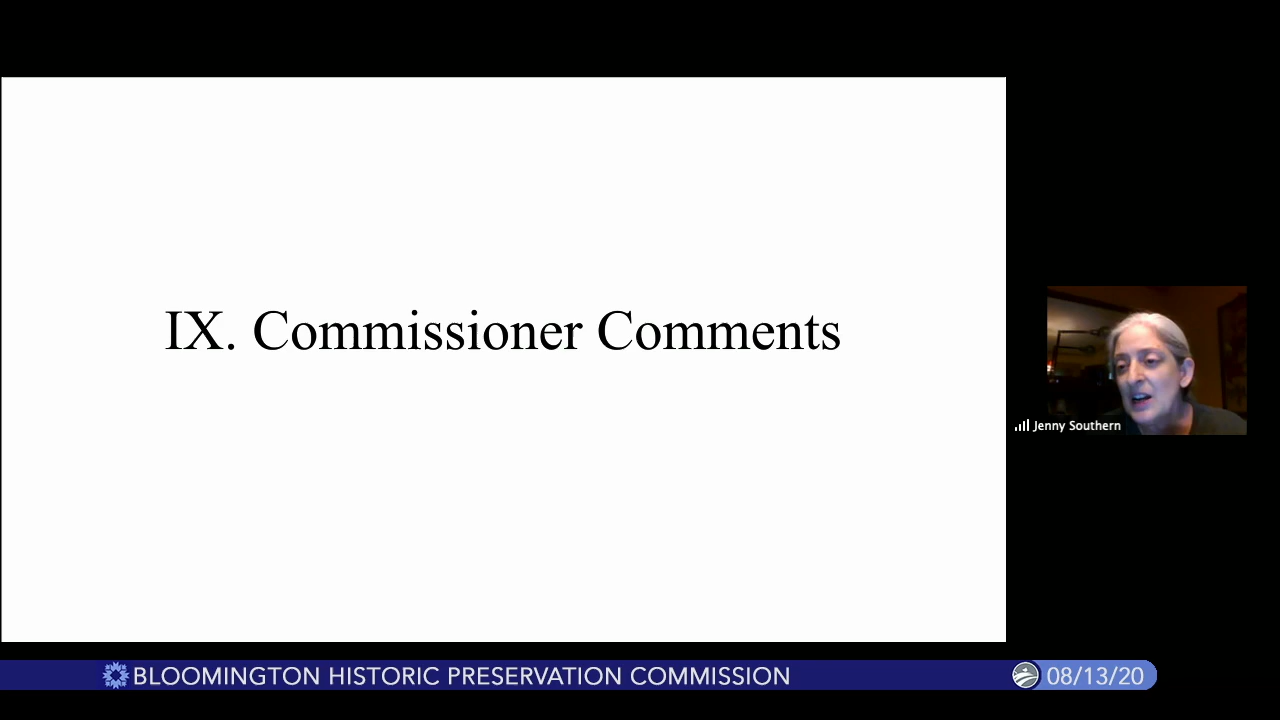 IX. Commissioner Comments
Jenny Southern
BLOOMINGTON HISTORIC PRESERVATION COMMISSION
08/13/20